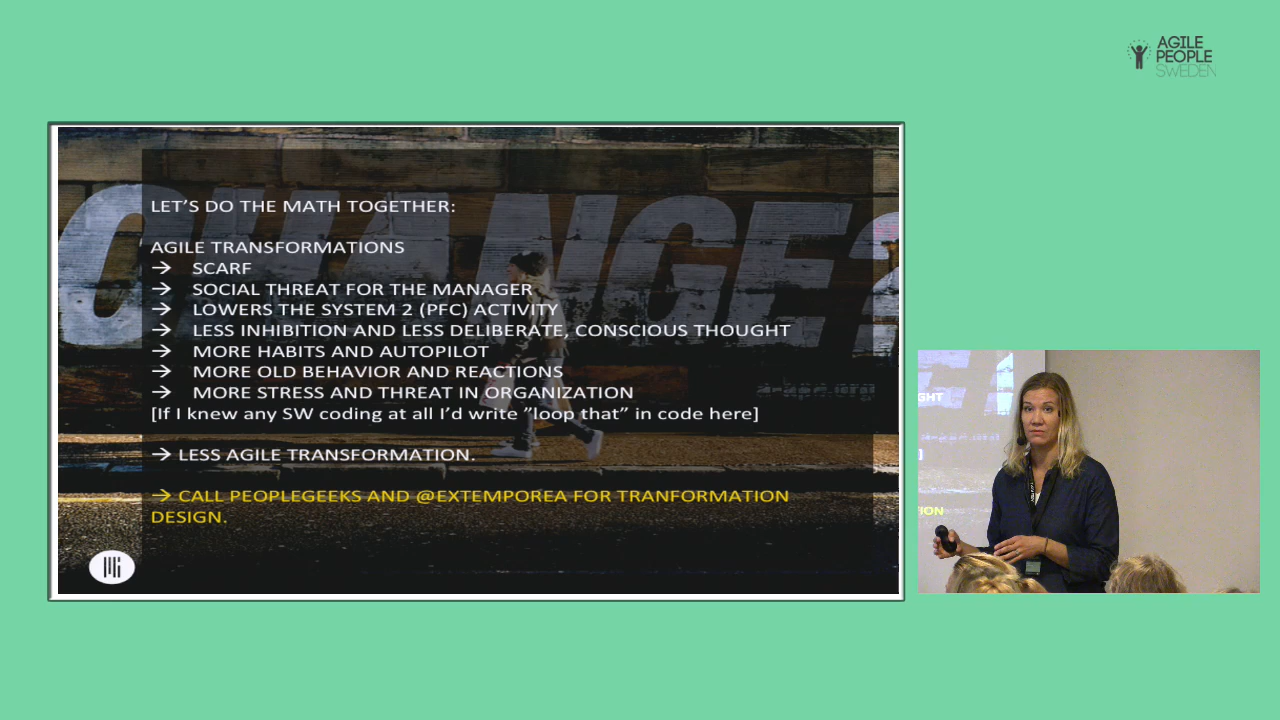 AGILE
PEOPLE
SWEDEN
CHANGE?
LET'S DO THE MATH TOGETHER:
AGILE TRANSFORMATIONS
→ SCARF
→ SOCIAL THREAT FOR THE MANAGER
→ LOWERS THE SYSTEM 2 (PFC) ACTIVITY
→ LESS INHIBITION AND LESS DELIBERATE, CONSCIOUS THOUGHT
→ MORE HABITS AND AUTOPILOT
→ MORE OLD BEHAVIOR AND REACTIONS
→ MORE STRESS AND THREAT IN ORGANIZATION
[If I knew any SW coding at all I'd write ”loop that” in code here]
→ LESS AGILE TRANSFORMATION.
→ CALL PEOPLEGEEKS AND @EXTEMPOREA FOR TRANFORMATION
DESIGN.
GHT
]
TION